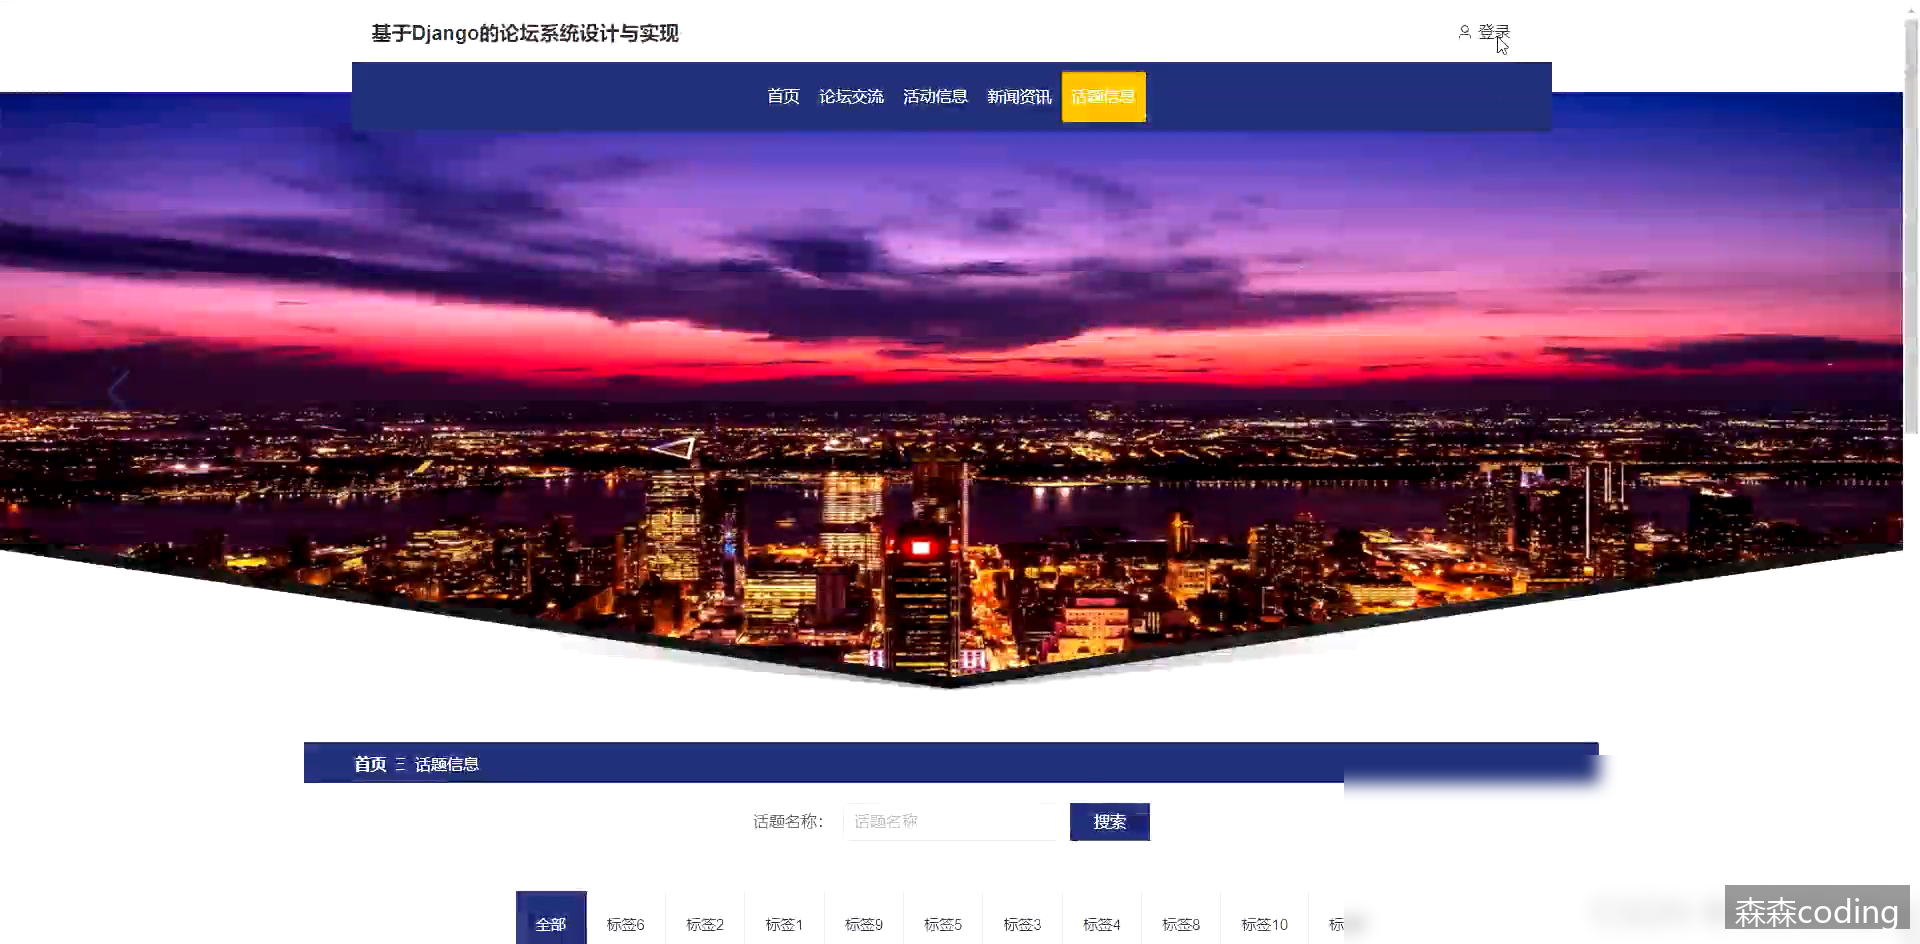 基于Django的论坛系统设计与实现
登录
首页 论坛交流 活动信息 新闻资讯 话题信息
首页 三 话题信息
话题名称： 话题名称 搜索
全部 标签6 标签2 标签1 标签9 标签5 标签3 标签4 标签8 标签10 标
森森coding